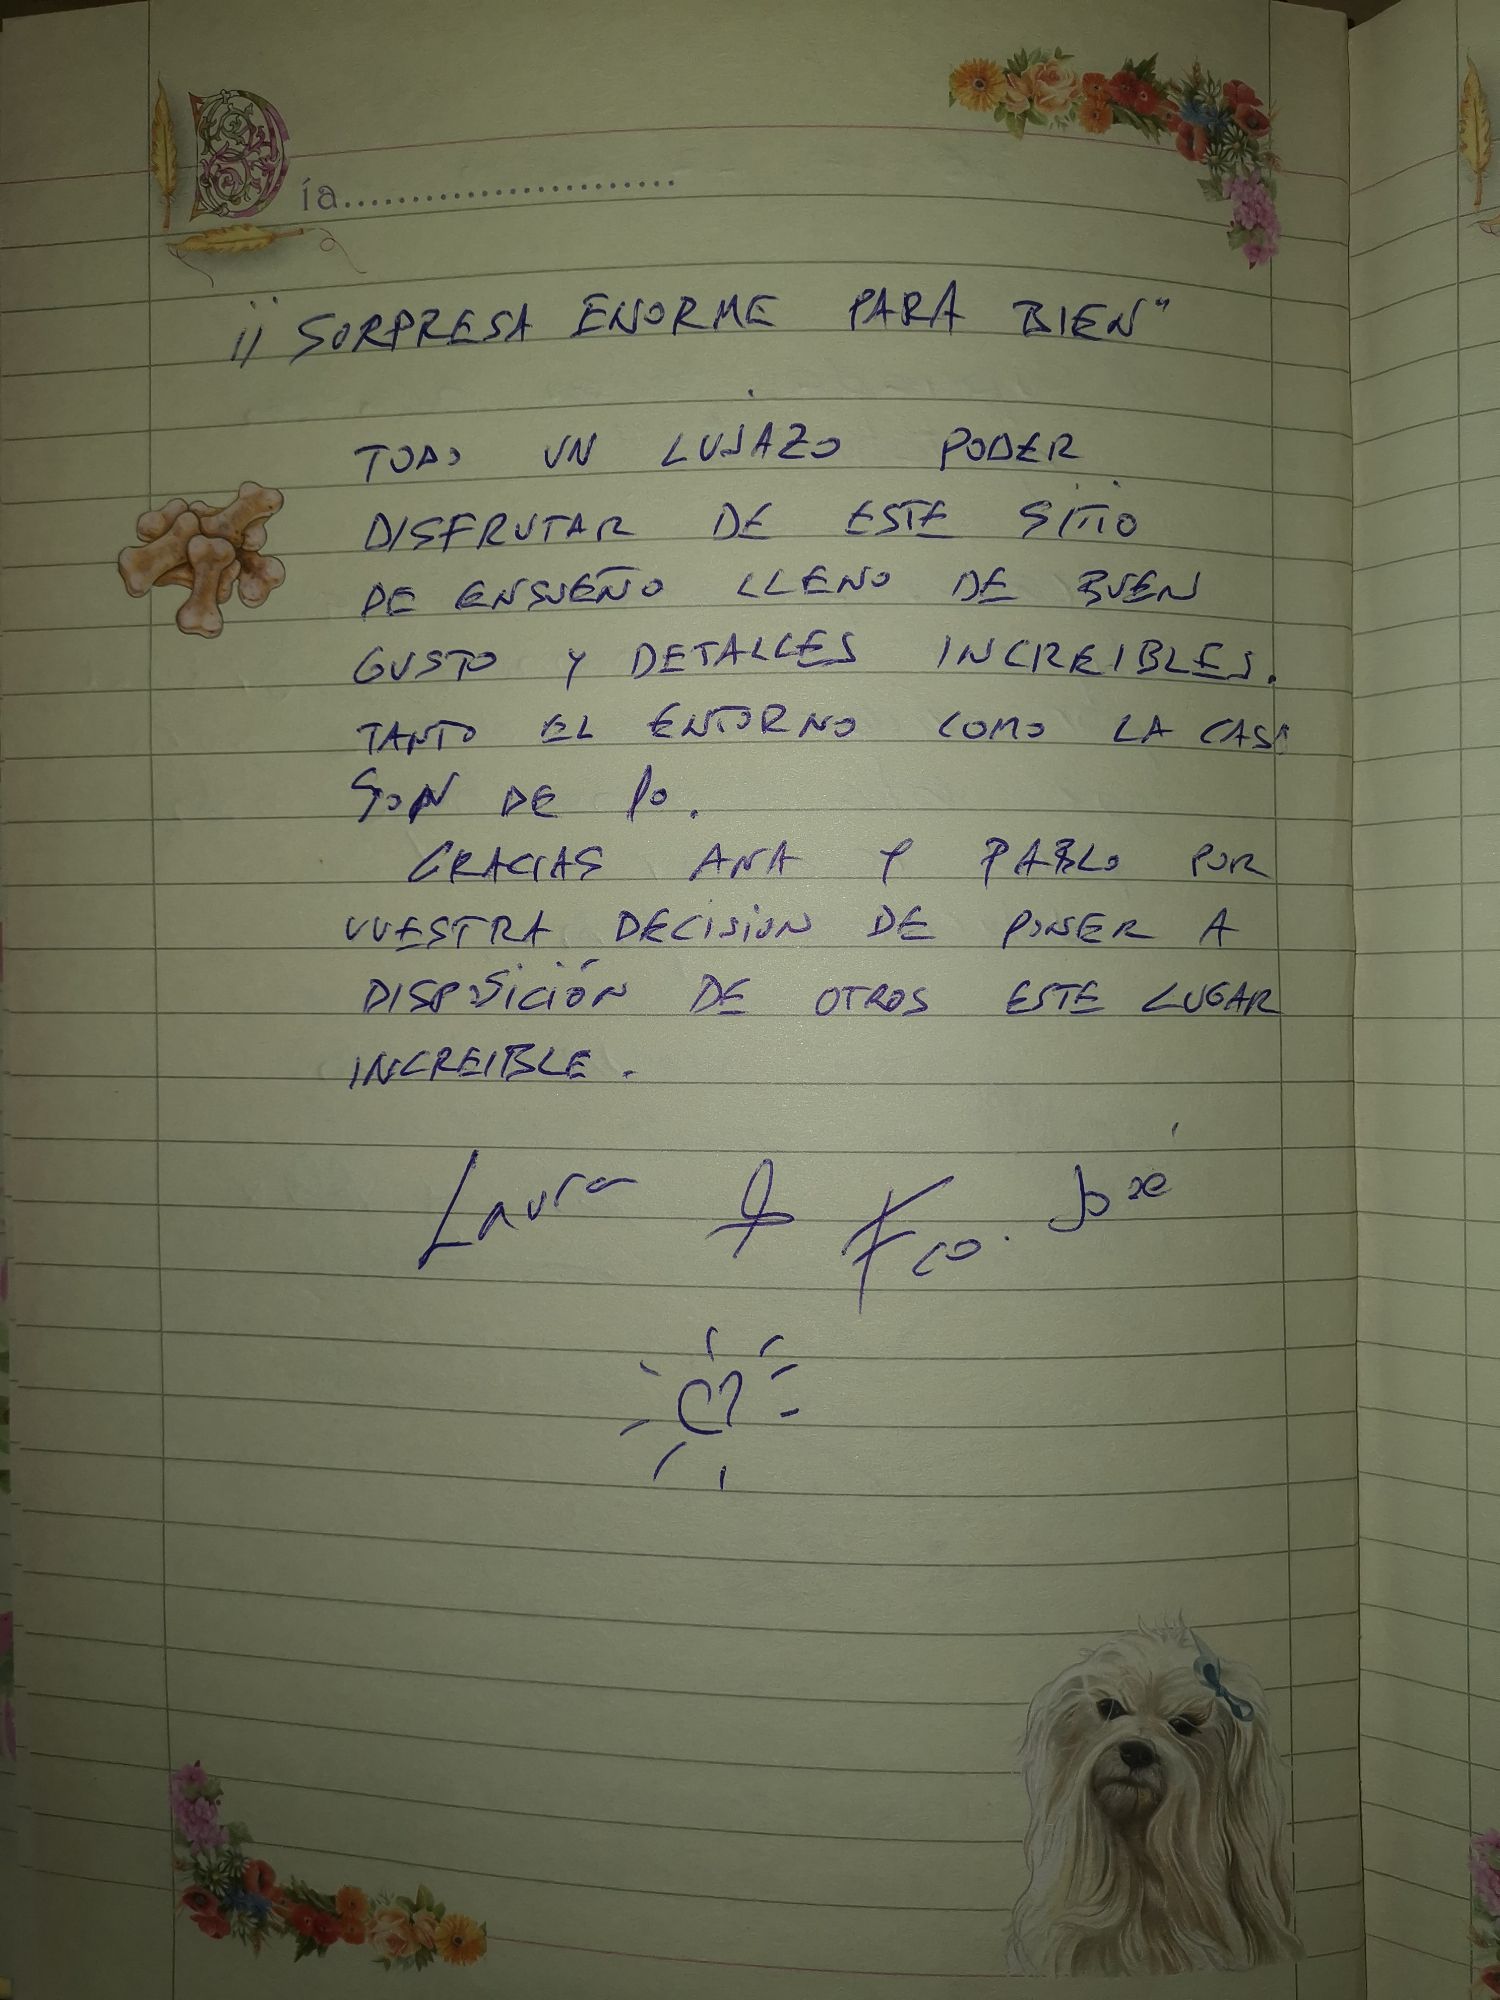 Día........................
¡¡ SORPRESA ENORME PARA BIEN"
TODO UN LUJAZO PODER
DISFRUTAR DE ESTE SITIO
DE ENSUEÑO LLENO DE BUEN
GUSTO Y DETALLES INCREIBLES.
TANTO EL ENTORNO COMO LA CASA
SON DE 10.
GRACIAS ANA Y PABLO POR
VUESTRA DECISION DE PONER A
DISPOSICIÓN DE OTROS ESTE LUGAR
INCREIBLE.
Laura & Fco. José